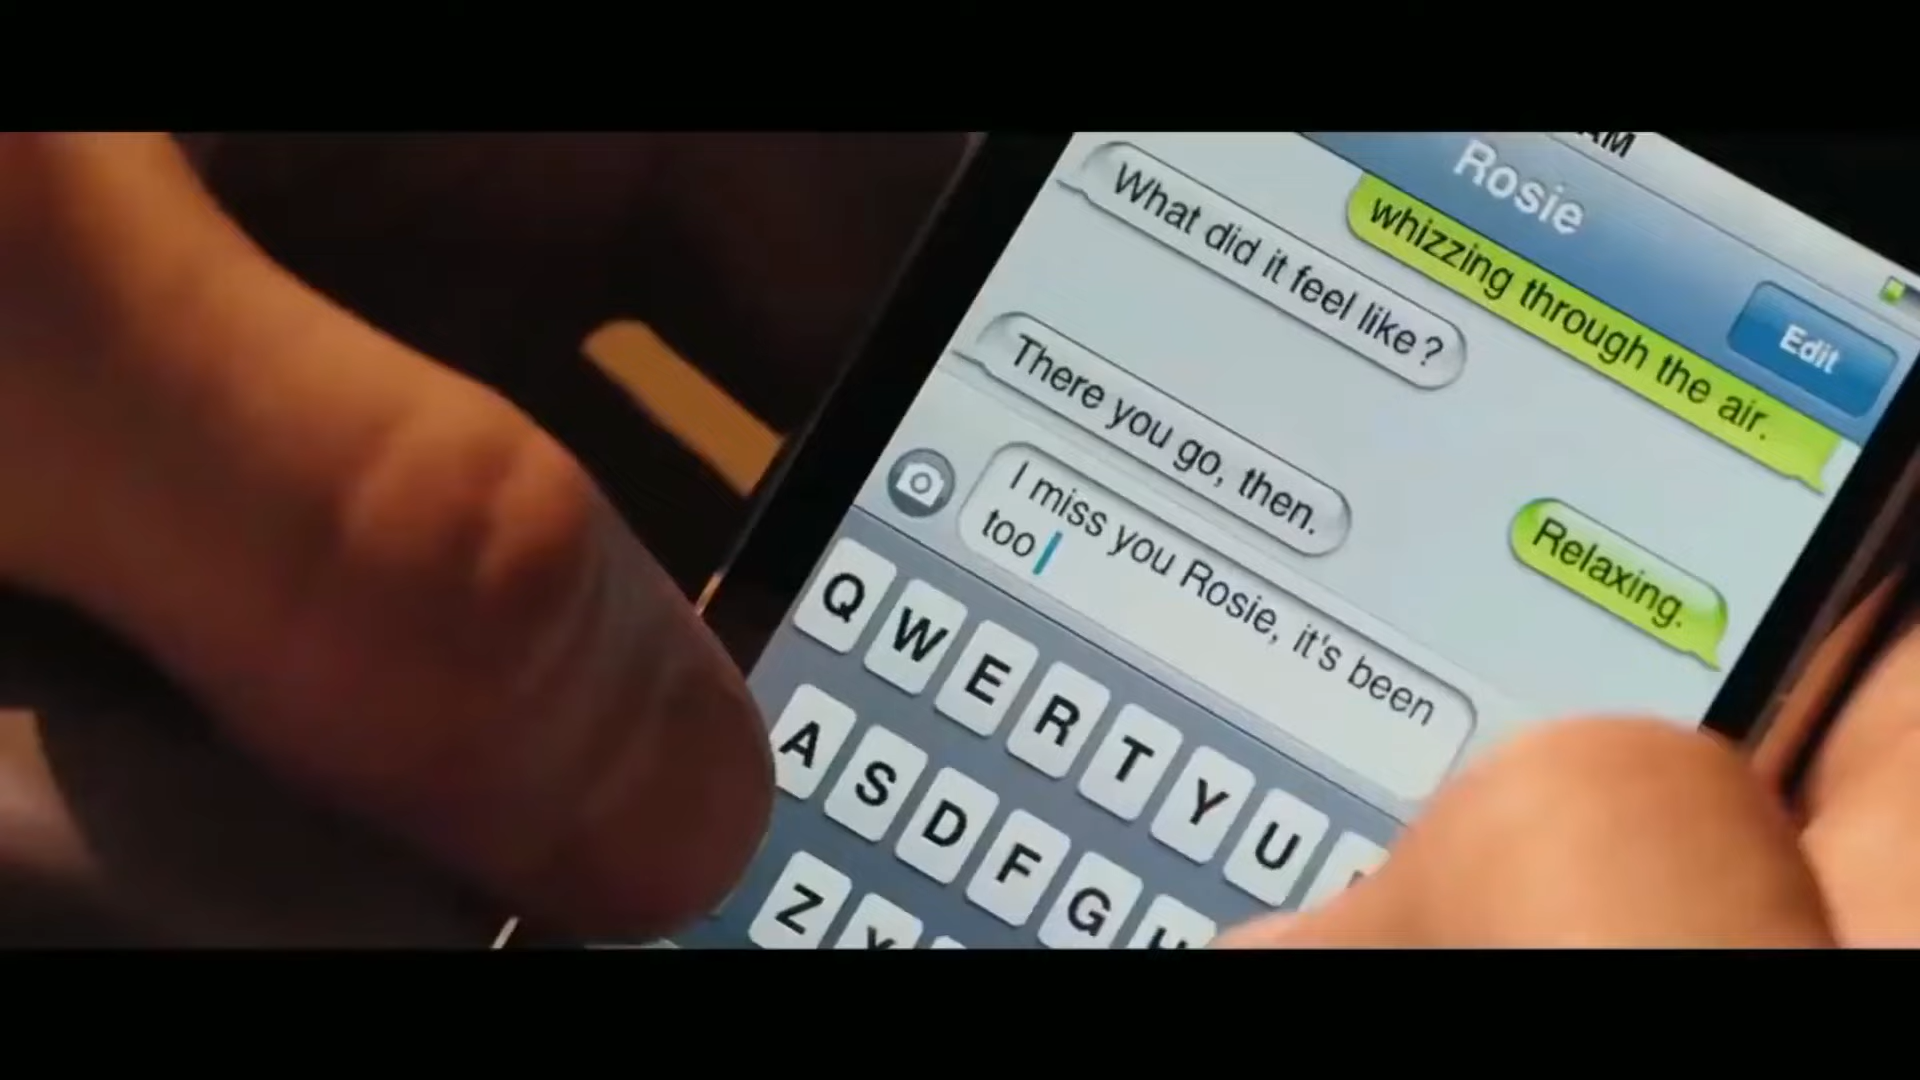 AM
Rosie
Edit
whizzing through the air.
What did it feel like?
Relaxing.
There you go, then.
I miss you Rosie, it's been
too
Q W E R T Y U
A S D F G H
Z X